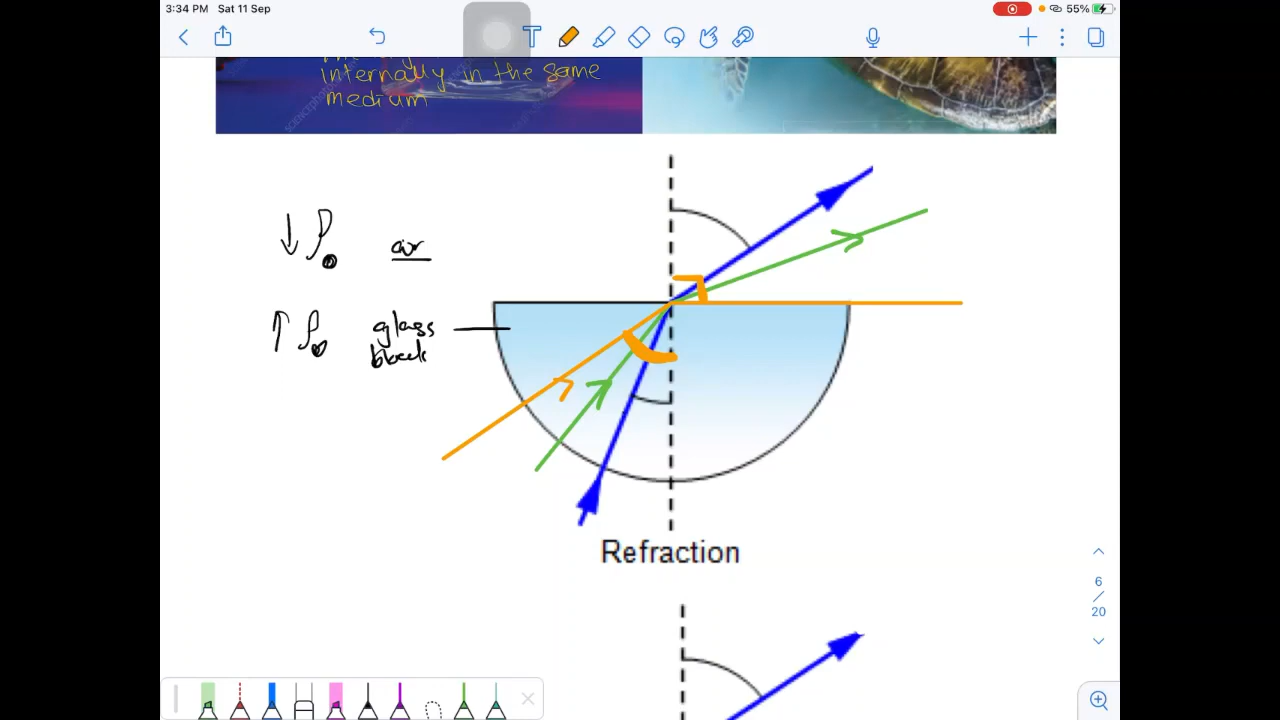 3:34 PM Sat 11 Sep
55%
T
internally in the same
medium
↓ ρ air
↑ ρ glass
block
Refraction
6
/
20